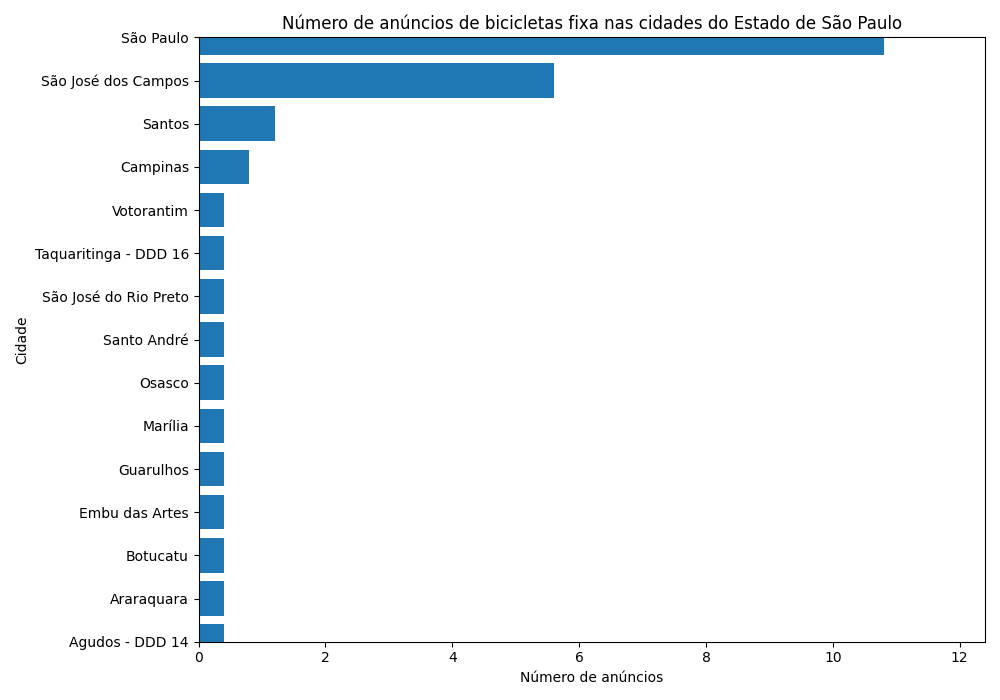 Número de anúncios de bicicletas fixa nas cidades do Estado de São Paulo
São Paulo
São José dos Campos
Santos
Campinas
Votorantim
Taquaritinga - DDD 16
São José do Rio Preto
Santo André
Osasco
Marília
Guarulhos
Embu das Artes
Botucatu
Araraquara
Agudos - DDD 14
Cidade
0 2 4 6 8 10 12
Número de anúncios